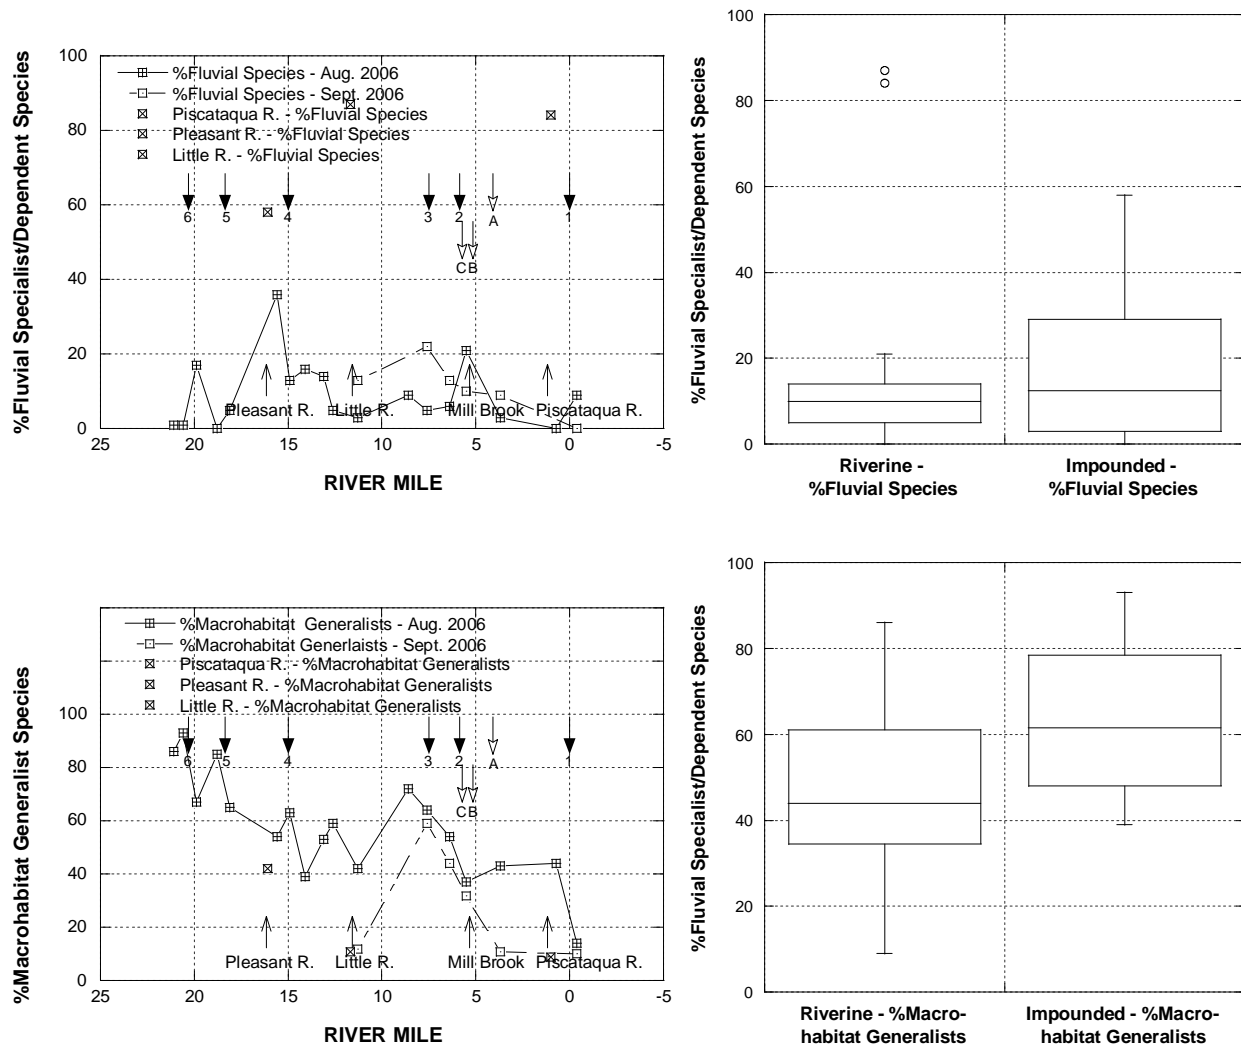 %Fluvial Specialist/Dependent Species
100
80
60
40
20
0
%Fluvial Species - Aug. 2006
%Fluvial Species - Sept. 2006
Piscataqua R. - %Fluvial Species
Pleasant R. - %Fluvial Species
Little R. - %Fluvial Species
6 5 4 3 2 A 1
C B
Pleasant R. Little R. Mill Brook Piscataqua R.
25 20 15 10 5 0 -5
RIVER MILE
%Fluvial Specialist/Dependent Species
100
80
60
40
20
0
Riverine -
%Fluvial Species
Impounded -
%Fluvial Species
%Macrohabitat Generalist Species
100
80
60
40
20
0
%Macrohabitat Generalists - Aug. 2006
%Macrohabitat Generlaists - Sept. 2006
Piscataqua R. - %Macrohabitat Generalists
Pleasant R. - %Macrohabitat Generalists
Little R. - %Macrohabitat Generalists
6 5 4 3 2 A 1
C B
Pleasant R. Little R. Mill Brook Piscataqua R.
25 20 15 10 5 0 -5
RIVER MILE
%Fluvial Specialist/Dependent Species
100
80
60
40
20
0
Riverine - %Macro-
habitat Generalists
Impounded - %Macro-
habitat Generalists